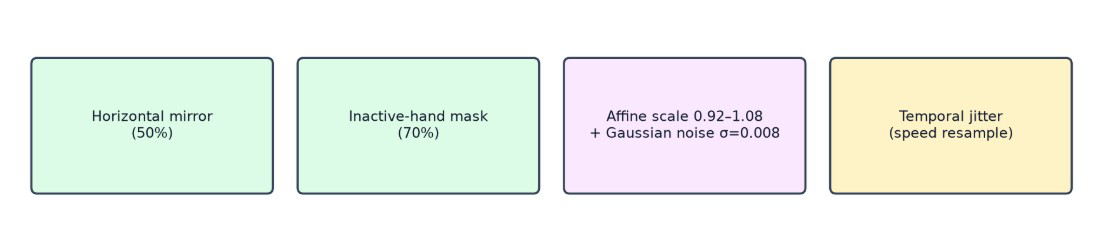 Horizontal mirror
(50%)
Inactive-hand mask
(70%)
Affine scale 0.92–1.08
+ Gaussian noise σ=0.008
Temporal jitter
(speed resample)